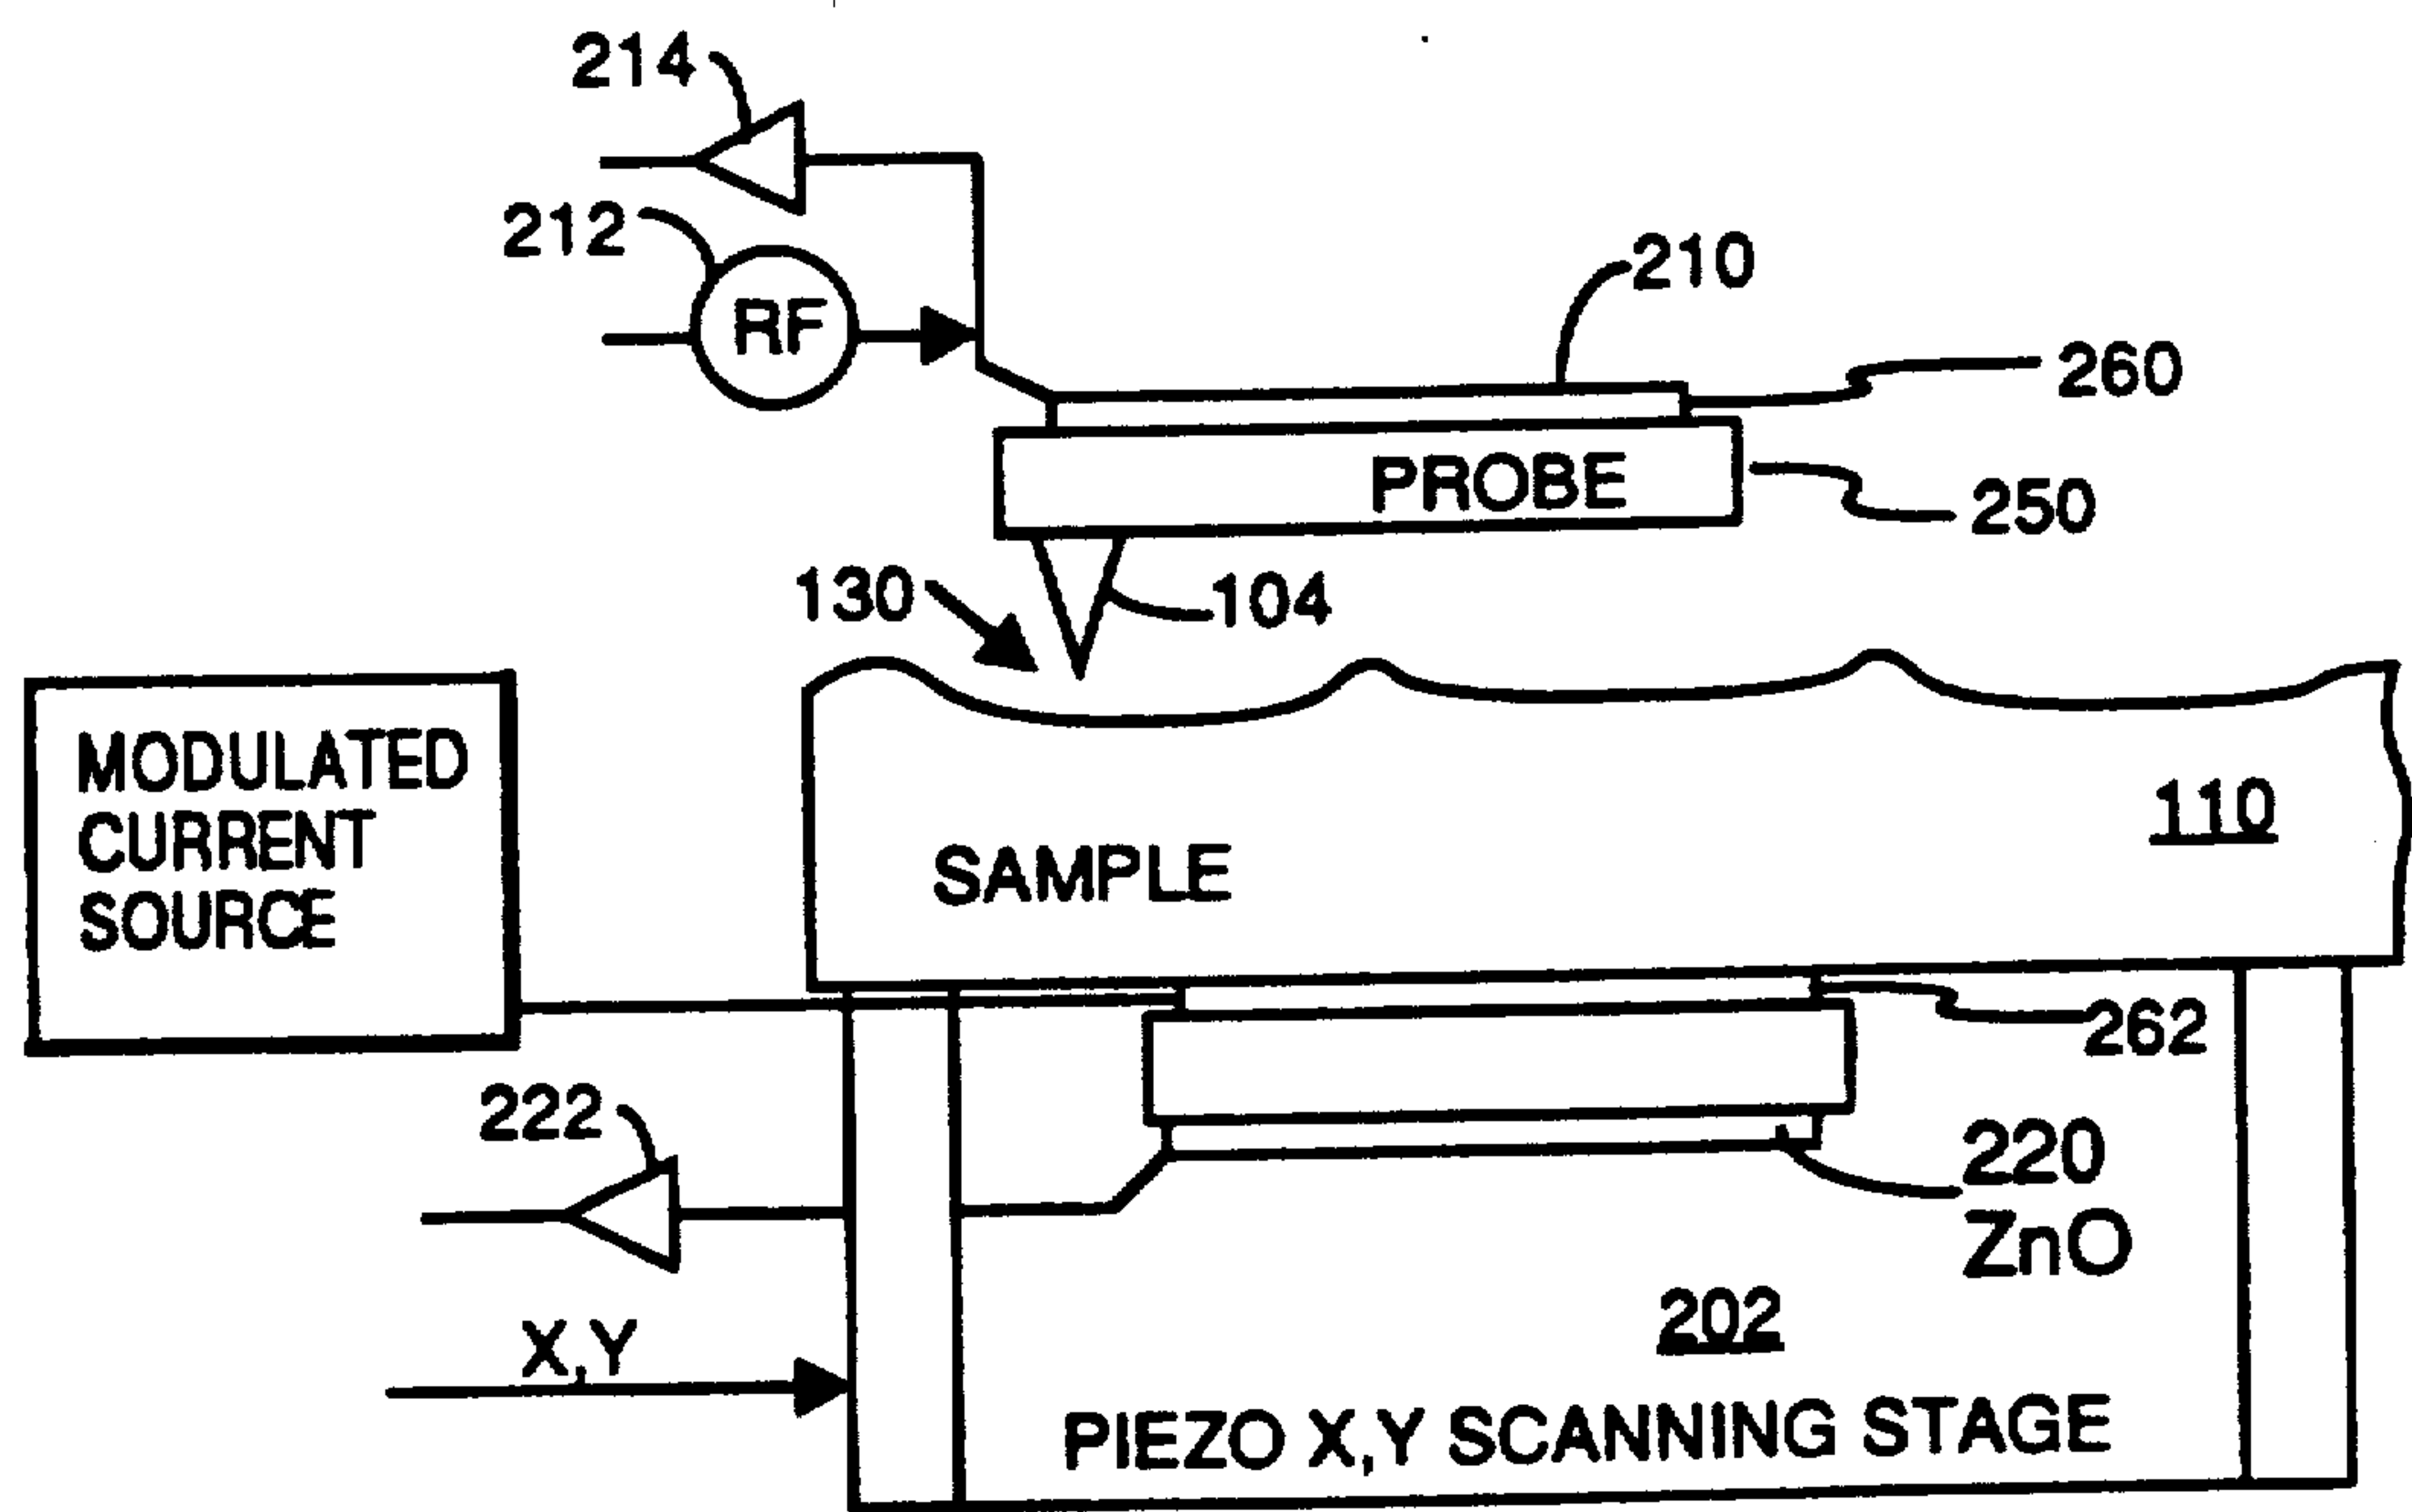 214
212
RF
210
260
PROBE
250
130
104
MODULATED
CURRENT
SOURCE
110
SAMPLE
262
222
220
ZnO
X,Y
202
PIEZO X,Y SCANNING STAGE